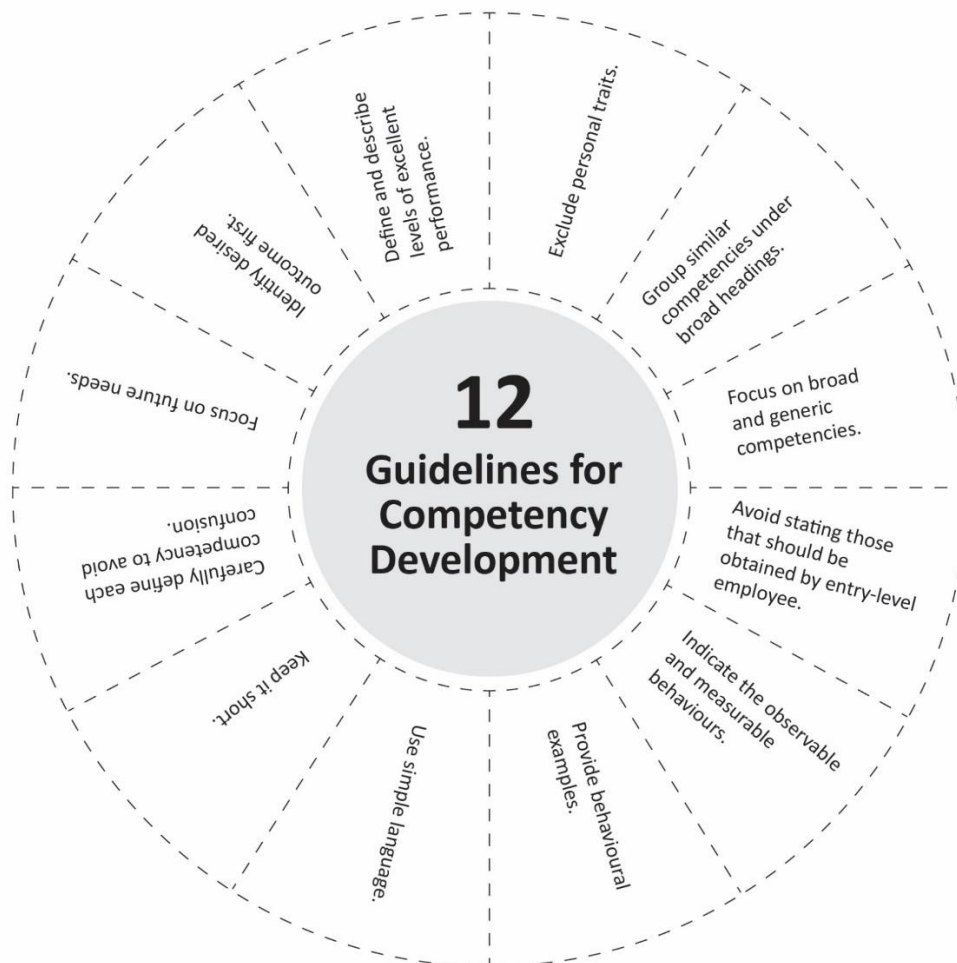 12
Guidelines for
Competency
Development
Exclude personal traits.
Group similar
competencies under
broad headings.
Focus on broad
and generic
competencies.
Avoid stating those
that should be
obtained by entry-level
employee.
Indicate the observable
and measurable
behaviours.
Provide behavioural
examples.
Use simple language.
Keep it short.
Carefully define each
competency to avoid
confusion.
Focus on future needs.
Identify desired
outcome first.
Define and describe
levels of excellent
performance.